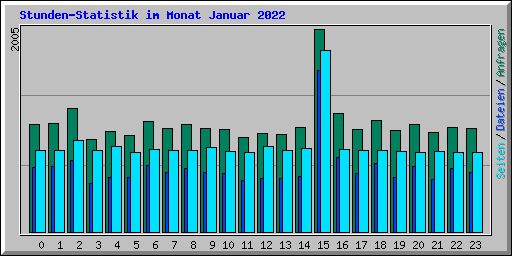 Stunden-Statistik im Monat Januar 2022
2005
Seiten/Dateien/Anfragen
0 1 2 3 4 5 6 7 8 9 10 11 12 13 14 15 16 17 18 19 20 21 22 23